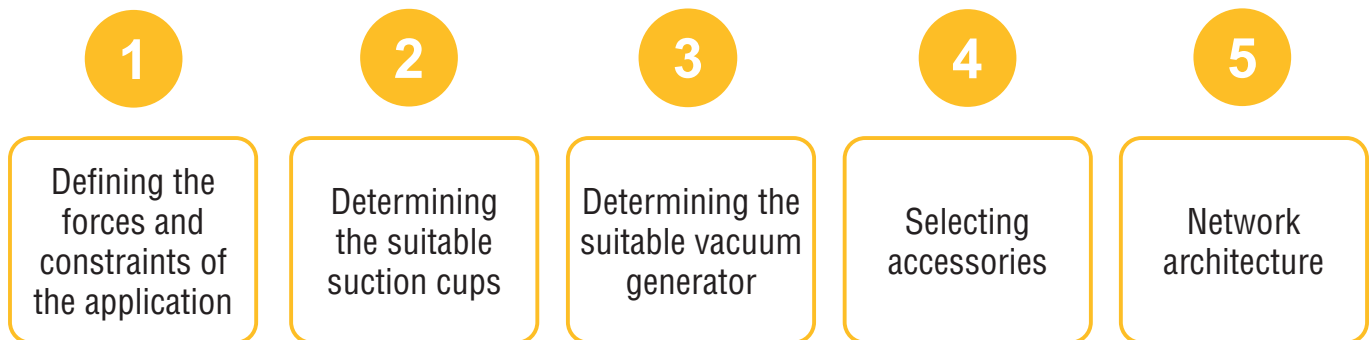 1
Defining the
forces and
constraints of
the application
2
Determining
the suitable
suction cups
3
Determining the
suitable vacuum
generator
4
Selecting
accessories
5
Network
architecture